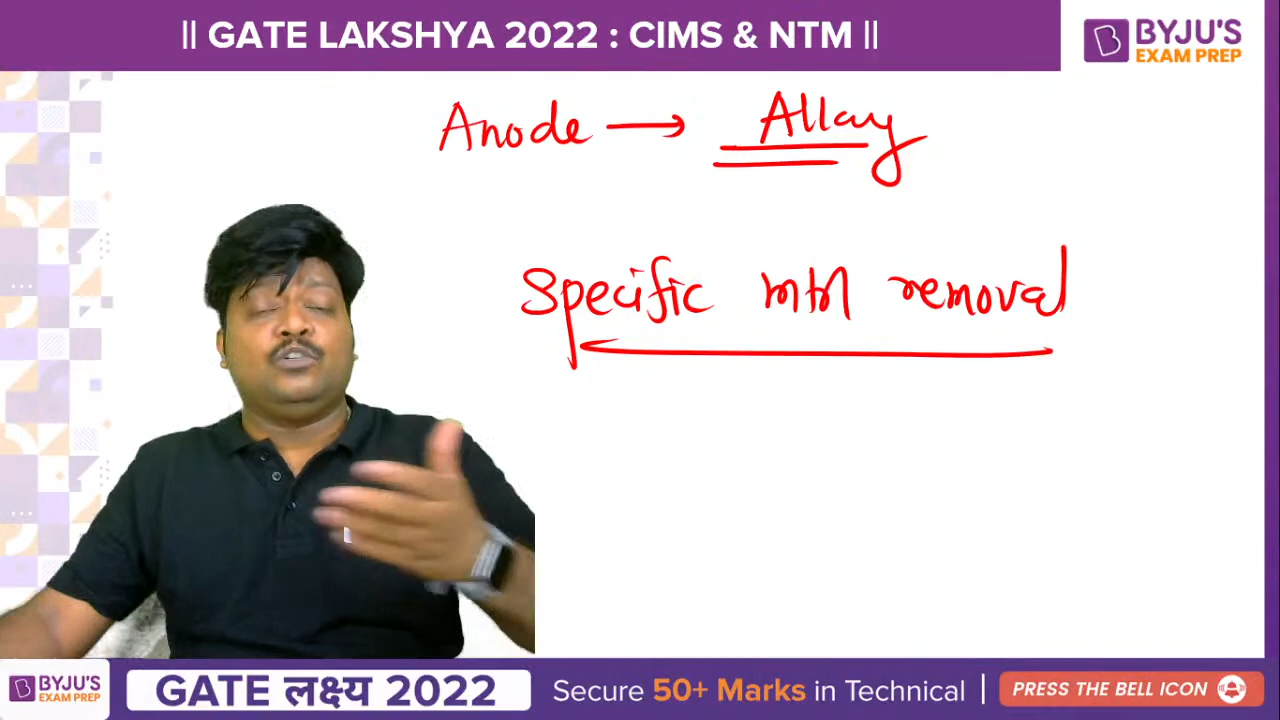 || GATE LAKSHYA 2022 : CIMS & NTM ||
BYJU'S
EXAM PREP
Anode → Alloy
Specific mtrl removal
BYJU'S
EXAM PREP
GATE लक्ष्य 2022
Secure 50+ Marks in Technical
PRESS THE BELL ICON